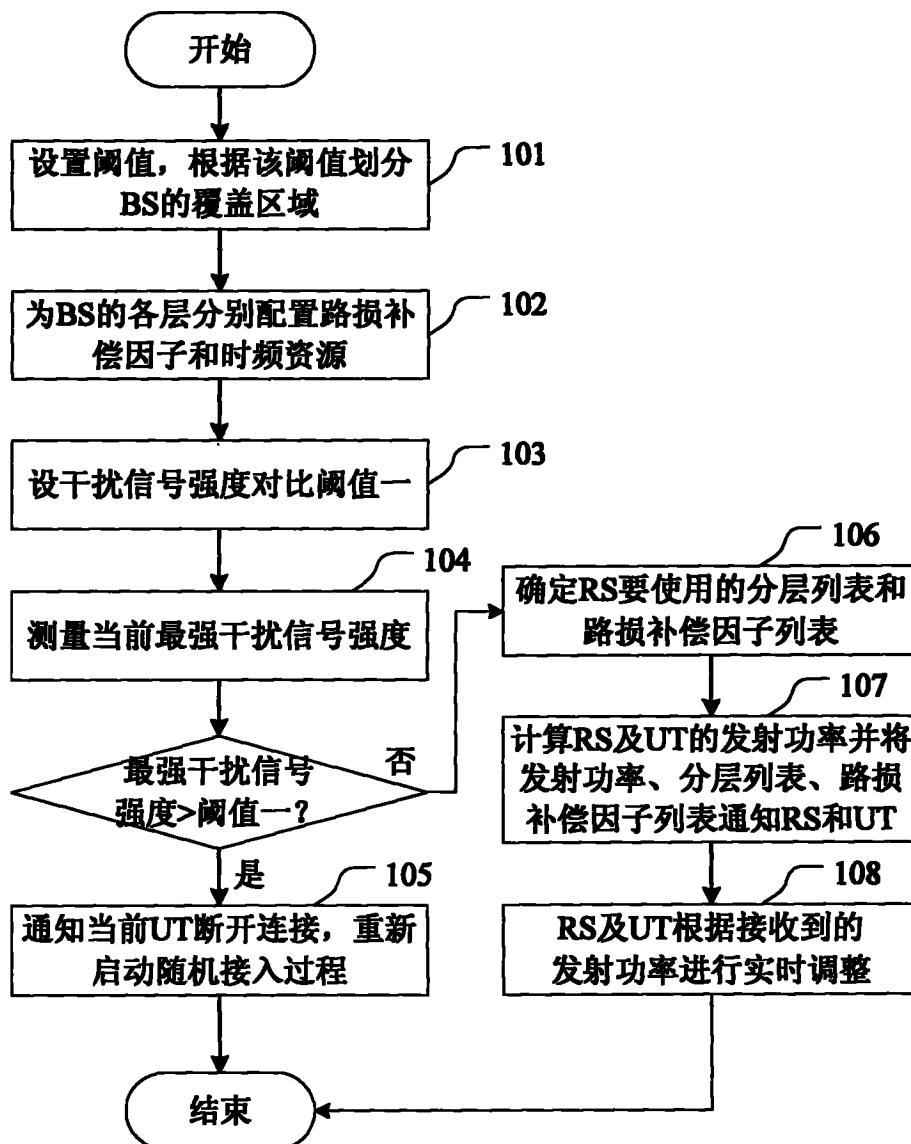 开始
设置阈值，根据该阈值划分
BS的覆盖区域
101
为BS的各层分别配置路损补
偿因子和时频资源
102
设干扰信号强度对比阈值一
103
测量当前最强干扰信号强度
104
最强干扰信号
强度>阈值一？
否
是
通知当前UT断开连接，重新
启动随机接入过程
105
确定RS要使用的分层列表和
路损补偿因子列表
106
计算RS及UT的发射功率并将
发射功率、分层列表、路损
补偿因子列表通知RS和UT
107
RS及UT根据接收到的
发射功率进行实时调整
108
结束